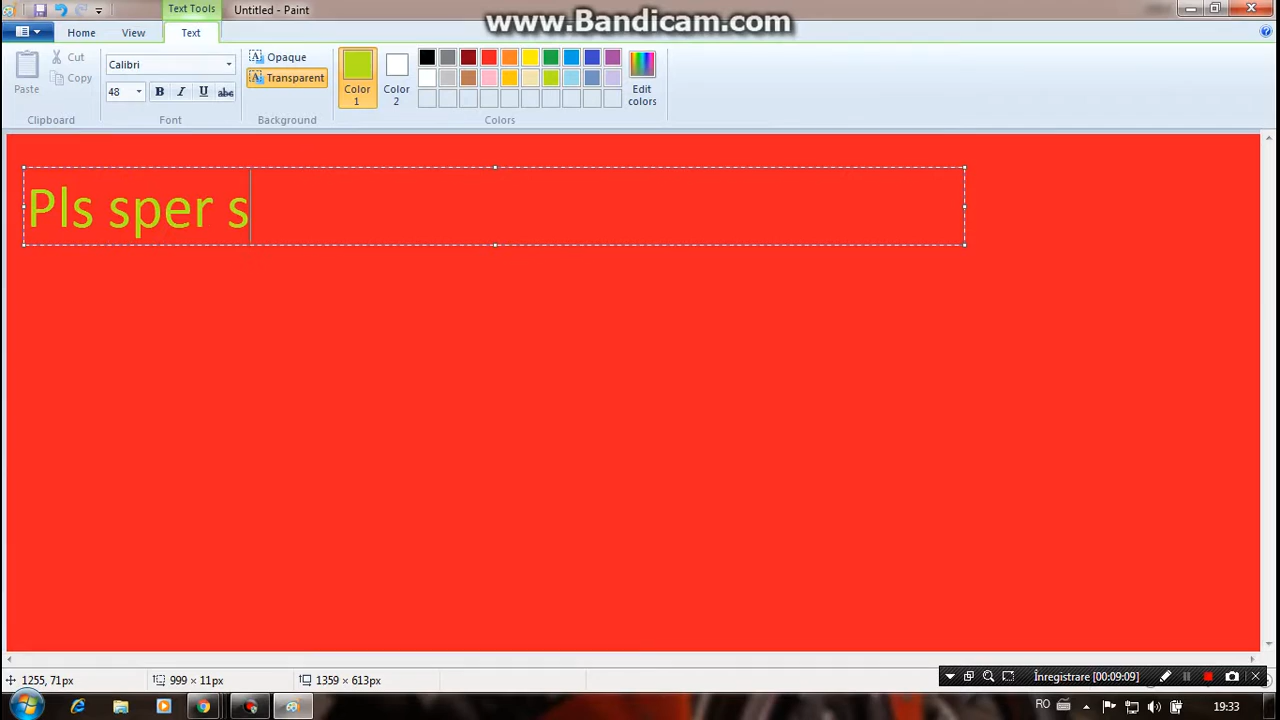 Text Tools
Untitled - Paint
www.Bandicam.com
Home
View
Text
Paste
Cut
Copy
Clipboard
Calibri
48
B I U abc
Font
Opaque
Transparent
Background
Color 1
Color 2
Edit colors
Colors
Pls sper s
1255, 71px
999 × 11px
1359 × 613px
Înregistrare [00:09:09]
RO
19:33